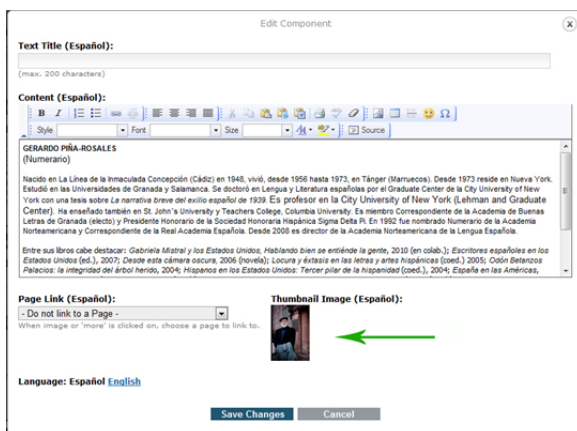 Edit Component
x
Text Title (Español):
(max. 200 characters)
Content (Español):
B I
Style Font Size Source
GERARDO PIÑA-ROSALES
(Numerario)
Nacido en La Línea de la Inmaculada Concepción (Cádiz) en 1948, vivió, desde 1956 hasta 1973, en Tánger (Marruecos). Desde 1973 reside en Nueva York.
Estudió en las Universidades de Granada y Salamanca. Se doctoró en Lengua y Literatura españolas por el Graduate Center de la City University of New
York con una tesis sobre La narrativa breve del exilio español de 1939. Es profesor en la City University of New York (Lehman and Graduate
Center). Ha enseñado también en St. John´s University y Teachers College, Columbia University. Es miembro Correspondiente de la Academia de Buenas
Letras de Granada (electo) y Presidente Honorario de la Sociedad Honoraria Hispánica Sigma Delta Pi. En 1992 fue nombrado Numerario de la Academia
Norteamericana y Correspondiente de la Real Academia Española. Desde 2008 es director de la Academia Norteamericana de la Lengua Española.
Entre sus libros cabe destacar: Gabriela Mistral y los Estados Unidos, Hablando bien se entiende la gente, 2010 (en colab.); Escritores españoles en los
Estados Unidos (ed.), 2007; Desde esta cámara oscura, 2006 (novela); Locura y éxtasis en las letras y artes hispánicas (coed.) 2005; Odón Betanzos
Palacios: la integridad del árbol herido, 2004; Hispanos en los Estados Unidos: Tercer pilar de la hispanidad (coed.), 2004; España en las Américas,
Page Link (Español):
Thumbnail Image (Español):
- Do not link to a Page -
When image or 'more' is clicked on, choose a page to link to.
Language: Español English
Save Changes
Cancel